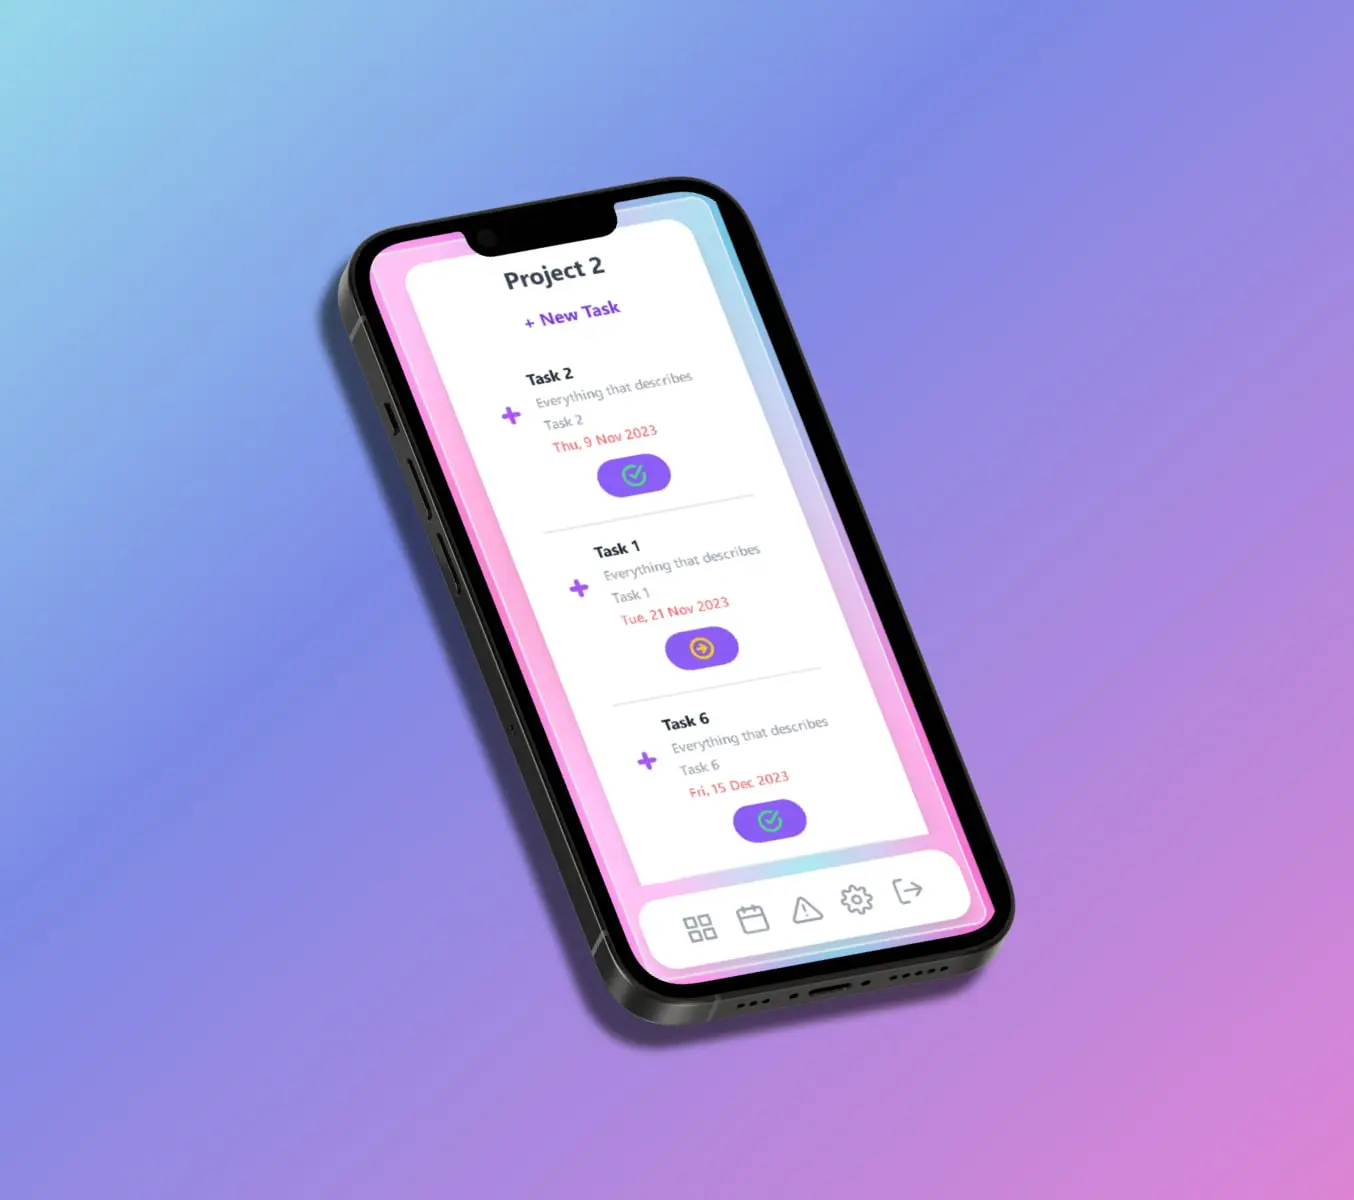 Project 2
+ New Task
Task 2
Everything that describes
Task 2
Thu, 9 Nov 2023
Task 1
Everything that describes
Task 1
Tue, 21 Nov 2023
Task 6
Everything that describes
Task 6
Fri, 15 Dec 2023